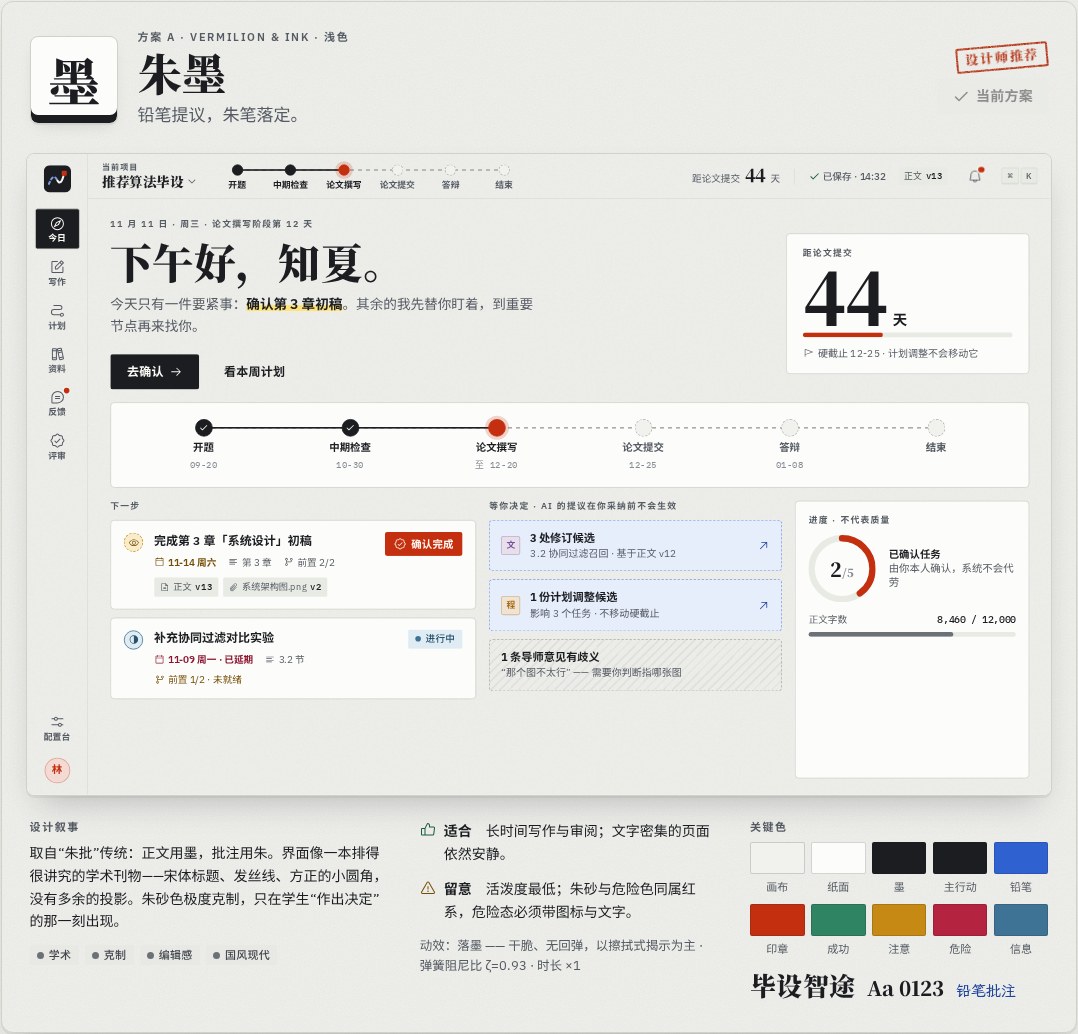 墨
方案 A · VERMILION & INK · 浅色
朱墨
铅笔提议，朱笔落定。
设计师推荐
当前方案
当前项目
推荐算法毕设
开题
中期检查
论文撰写
论文提交
答辩
结束
距论文提交 44 天
已保存 · 14:32
正文 v13
⌘ K
今日
写作
计划
资料
反馈
评审
配置台
林
11 月 11 日 · 周三 · 论文撰写阶段第 12 天
下午好，知夏。
今天只有一件要紧事：确认第 3 章初稿。其余的我先替你盯着，到重要
节点再来找你。
去确认 →
看本周计划
距论文提交
44 天
硬截止 12-25 · 计划调整不会移动它
开题
09-20
中期检查
10-30
论文撰写
至 12-20
论文提交
12-25
答辩
01-08
结束
下一步
完成第 3 章「系统设计」初稿
确认完成
11-14 周六
第 3 章
前置 2/2
正文 v13
系统架构图.png v2
补充协同过滤对比实验
进行中
11-09 周一 · 已延期
3.2 节
前置 1/2 · 未就绪
等你决定 · AI 的提议在你采纳前不会生效
文
3 处修订候选
3.2 协同过滤召回 · 基于正文 v12
程
1 份计划调整候选
影响 3 个任务 · 不移动硬截止
1 条导师意见有歧义
“那个图不太行” —— 需要你判断指哪张图
进度 · 不代表质量
2/5
已确认任务
由你本人确认，系统不会代
劳
正文字数
8,460 / 12,000
设计叙事
取自“朱批”传统：正文用墨，批注用朱。界面像一本排得
很讲究的学术刊物——宋体标题、发丝线、方正的小圆角，
没有多余的投影。朱砂色极度克制，只在学生“作出决定”
的那一刻出现。
学术
克制
编辑感
国风现代
适合 长时间写作与审阅；文字密集的页面
依然安静。
留意 活泼度最低；朱砂与危险色同属红
系，危险态必须带图标与文字。
动效：落墨 —— 干脆、无回弹，以擦拭式揭示为主 ·
弹簧阻尼比 ζ=0.93 · 时长 ×1
关键色
画布
纸面
墨
主行动
铅笔
印章
成功
注意
危险
信息
毕设智途 Aa 0123 铅笔批注